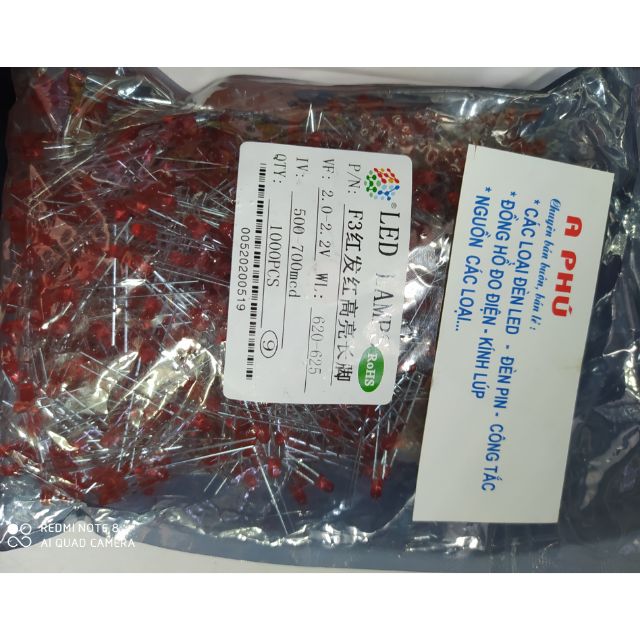 LED LAMPS
RoHS
P/N: F3红发红高亮长脚
VF: 2.0-2.2V WL: 620-625
IV: 500-700mcd
QTY: 1000PCS
⑨
00520200519
A PHÚ
Chuyên bán buôn, bán lẻ :
* CÁC LOẠI ĐÈN LED - ĐÈN PIN - CÔNG TẮC
* ĐỒNG HỒ ĐO ĐIỆN - KÍNH LÚP
* NGUỒN CÁC LOẠI...
REDMI NOTE 8
AI QUAD CAMERA